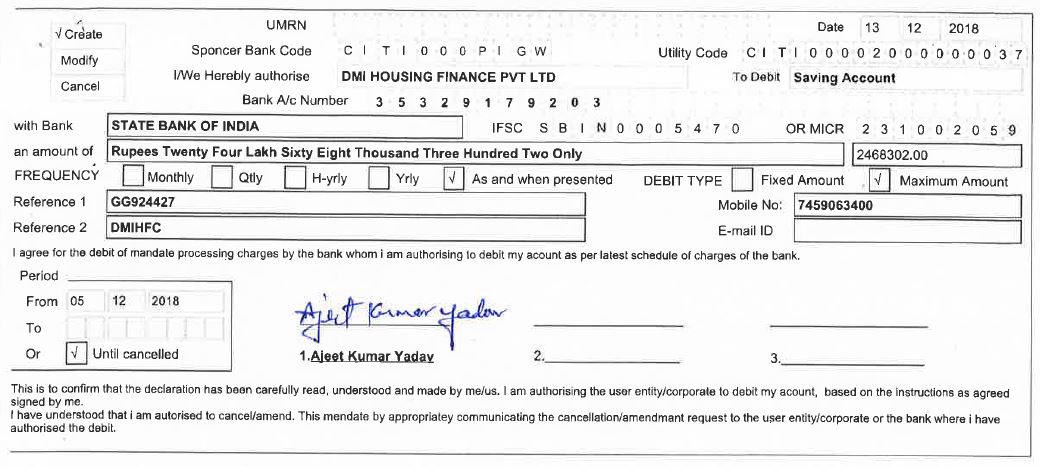 UMRN Date 13 12 2018
√ Create
Modify
Cancel
Sponcer Bank Code C I T I 0 0 0 P I G W Utility Code C I T I 0 0 0 0 2 0 0 0 0 0 0 0 3 7
I/We Hereby authorise DMI HOUSING FINANCE PVT LTD To Debit Saving Account
Bank A/c Number 3 5 3 2 9 1 7 9 2 0 3
with Bank STATE BANK OF INDIA IFSC S B I N 0 0 0 5 4 7 0 OR MICR 2 3 1 0 0 2 0 5 9
an amount of Rupees Twenty Four Lakh Sixty Eight Thousand Three Hundred Two Only 2468302.00
FREQUENCY Monthly Qtly H-yrly Yrly √ As and when presented DEBIT TYPE Fixed Amount √ Maximum Amount
Reference 1 GG924427 Mobile No: 7459063400
Reference 2 DMIHFC E-mail ID
I agree for the debit of mandale processing charges by the bank whom i am authorising to debit my acount as per latest schedule of charges of the bank.
Period
From 05 12 2018
To
Or √ Until cancelled
Ajeet Kumar Yadav
1.Ajeet Kumar Yadav 2. 3.
This is to confirm that the declaration has been carefully read, understood and made by me/us. I am authorising the user entity/corporate to debit my acount, based on the instructions as agreed
signed by me.
I have understood that i am autorised to cancel/amend. This mendate by appropriatey communicating the cancellation/amendmant request to the user entity/corporate or the bank where i have
authorised the debit.